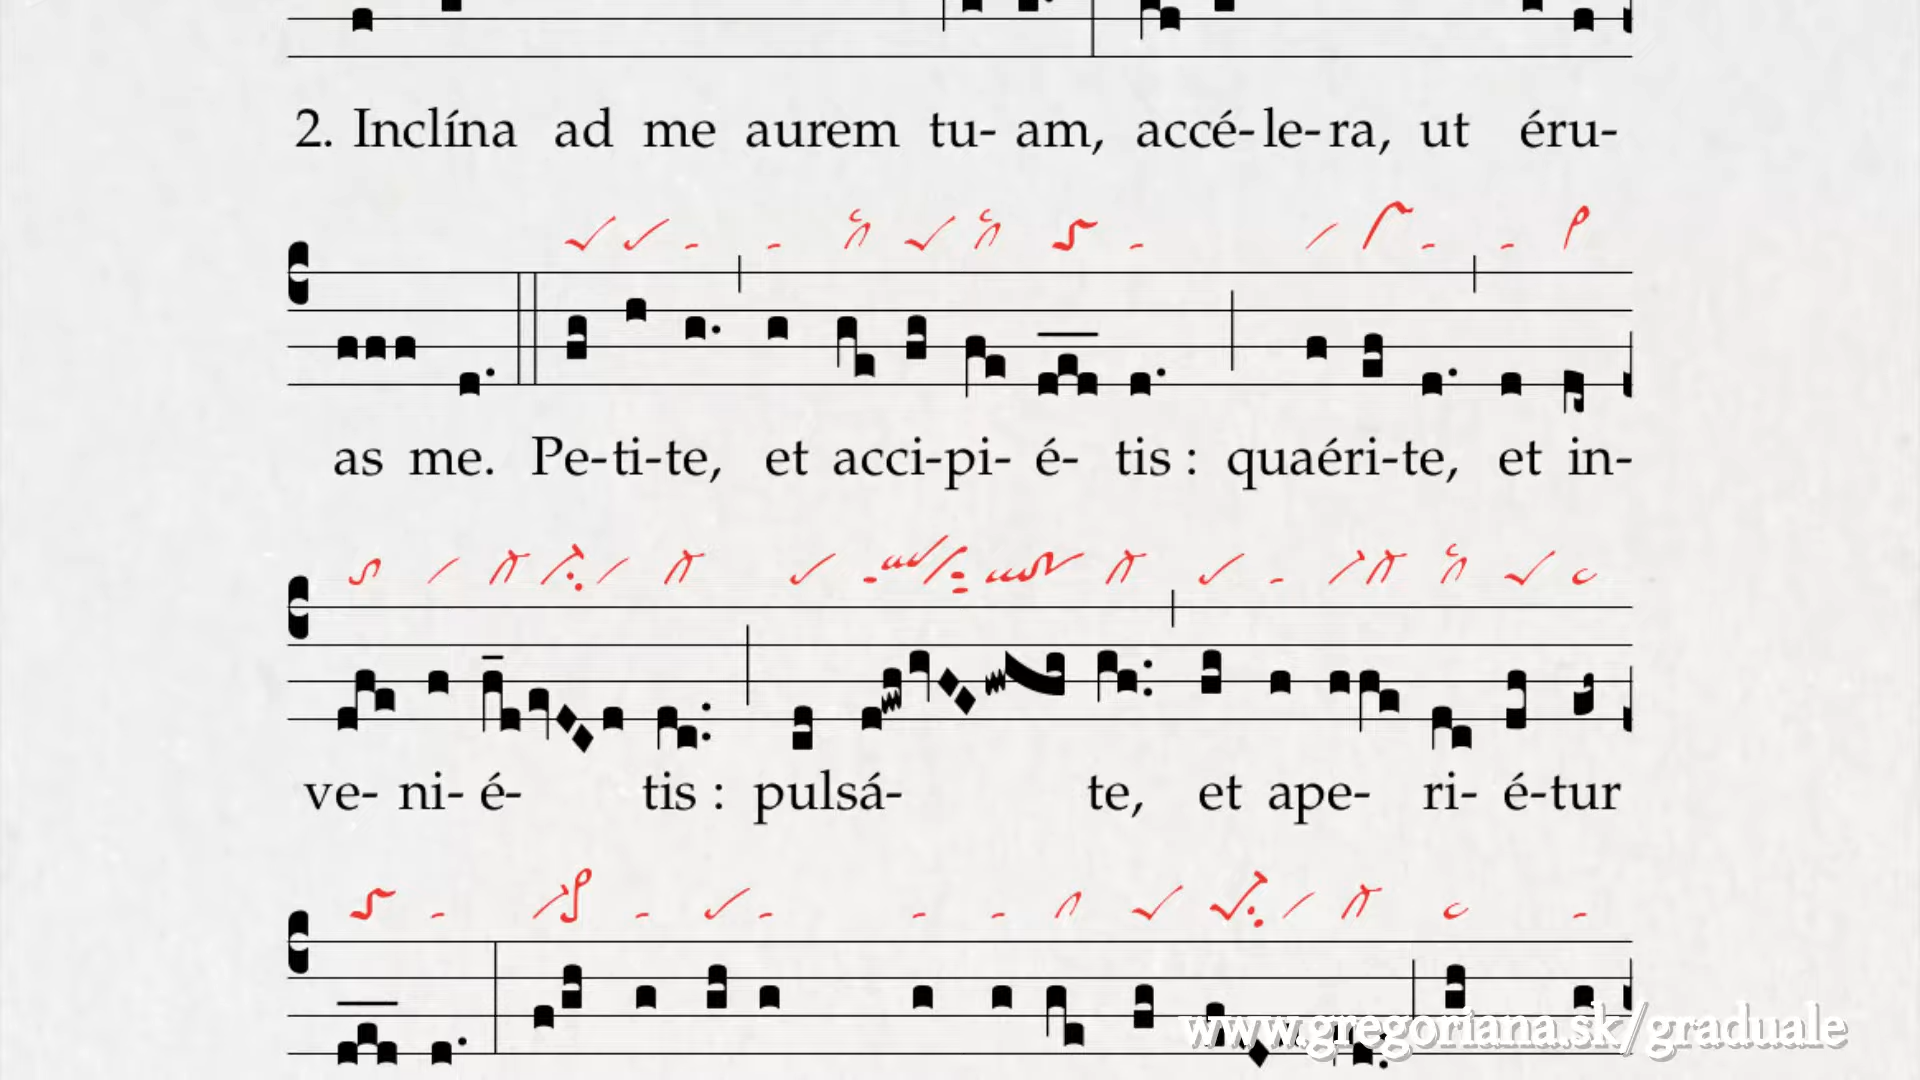 2. Inclína ad me aurem tu- am, accé-le-ra, ut éru-
as me. Pe-ti-te, et acci-pi- é- tis : quaéri-te, et in-
ve- ni- é- tis : pulsá- te, et ape- ri- é-tur
www.gregoriana.sk/graduale